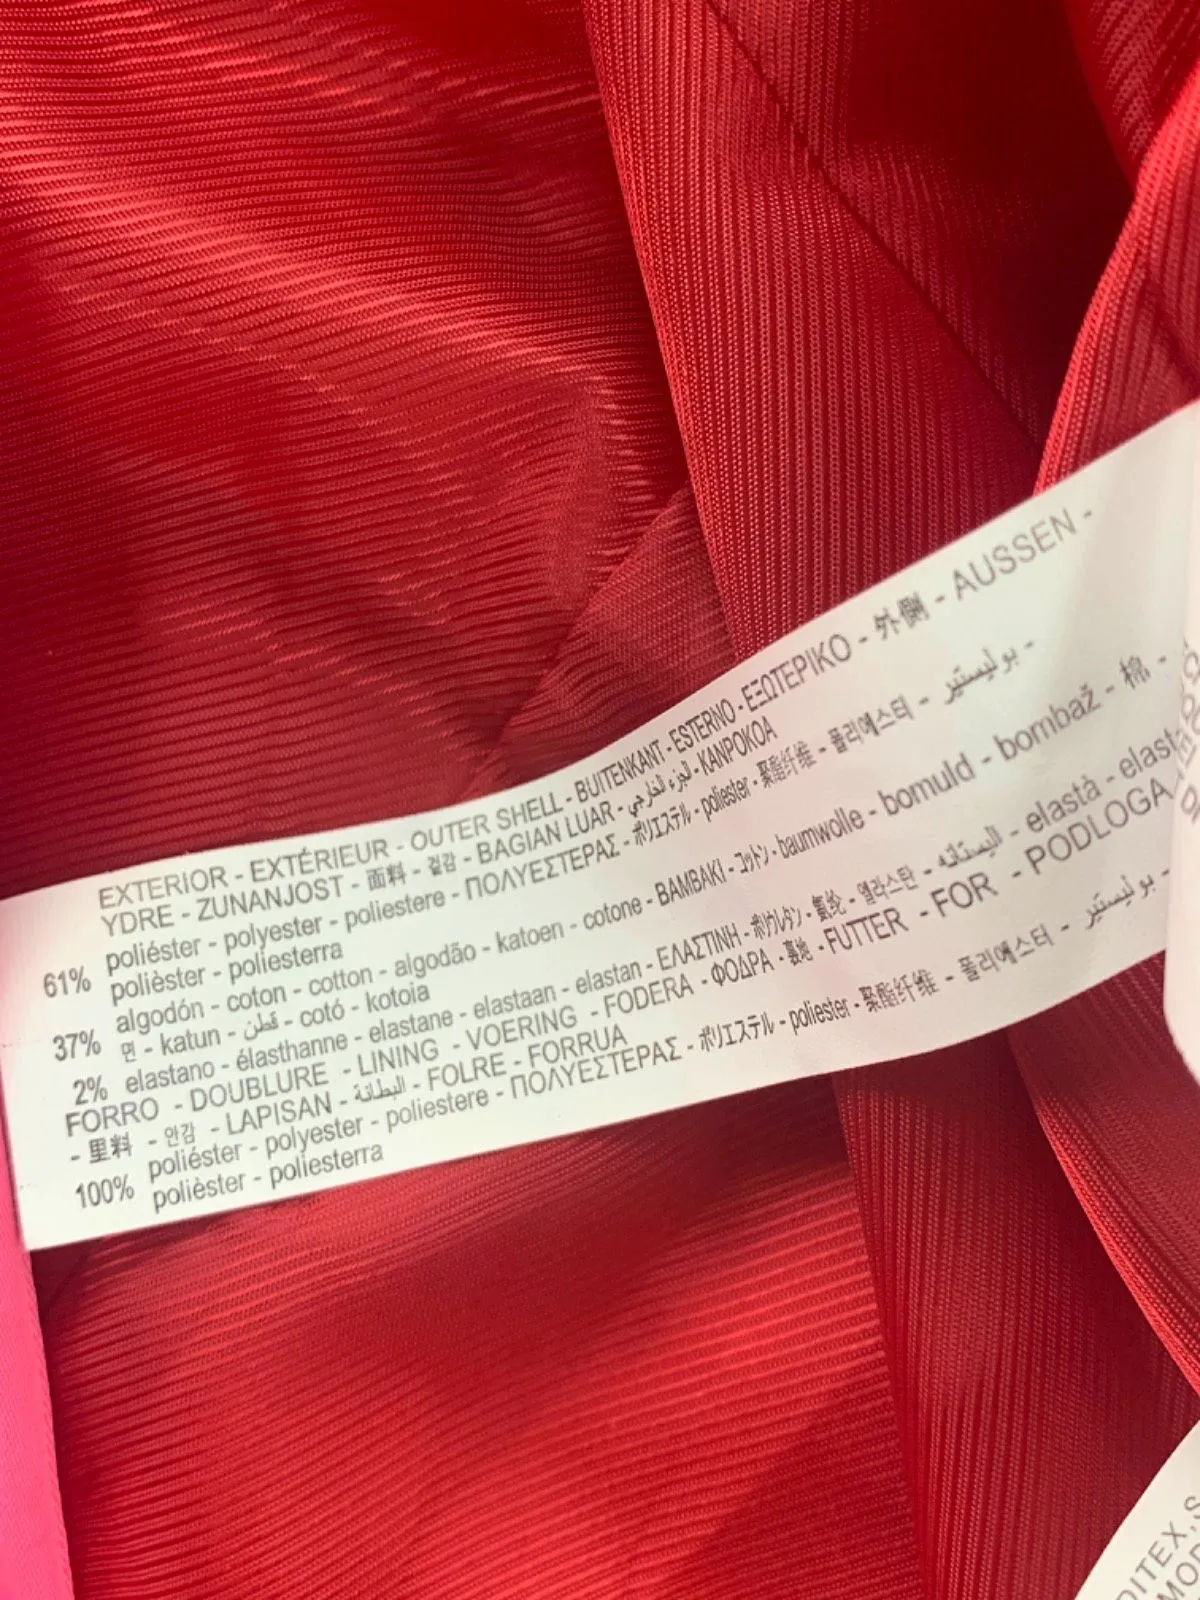 EXTERIOR - EXTÉRIEUR - OUTER SHELL - BUITENKANT - ESTERNO - ΕΞΩΤΕΡΙΚΟ - 外側 - AUSSEN -
YDRE - ZUNANJOST - 面料 - 겉감 - BAGIAN LUAR - الجزء الخارجي - KANPOKOA
61% poliéster - polyester - poliestere - ΠΟΛΥΕΣΤΕΡΑΣ - ポリエステル - poliester - 聚酯纤维 - 폴리에스터 - بوليستير -
polièster - poliesterra
37% algodón - coton - cotton - algodão - katoen - cotone - ΒΑΜΒΑΚΙ - コットン - baumwolle - bomuld - bombaž - 棉 -
면 - katun - قطن - cotó - kotoia
2% elastano - élasthanne - elastane - elastaan - elastan - ΕΛΑΣΤΙΝΗ - ポリウレタン - 氨纶 - 엘라스탄 - اليستانه - elastà -
FORRO - DOUBLURE - LINING - VOERING - FODERA - ΦΟΔΡΑ - 裏地 - FUTTER - FOR - PODLOGA
- 里料 - 안감 - LAPISAN - البطانة - FOLRE - FORRUA
100% poliéster - polyester - poliestere - ΠΟΛΥΕΣΤΕΡΑΣ - ポリエステル - poliester - 聚酯纤维 - 폴리에스터 - بوليستير -
polièster - poliesterra